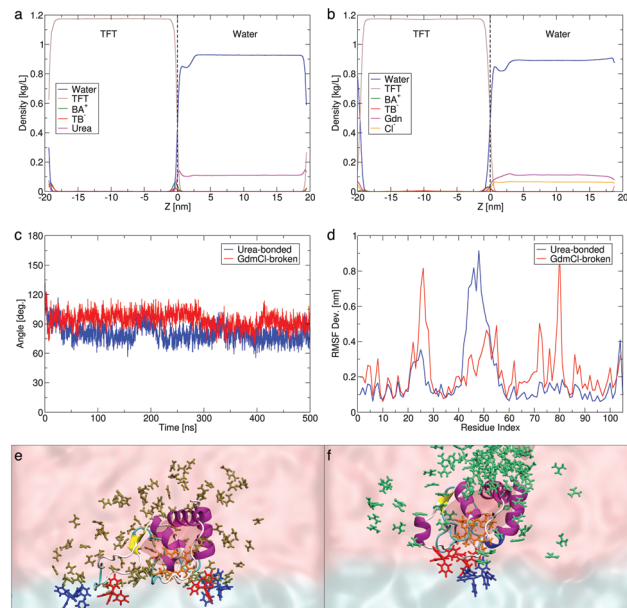 a
TFT
Water
Density [kg/L]
1.2
1
0.8
0.6
0.4
0.2
0
Water
TFT
BA+
TB-
Urea
-20 -15 -10 -5 0 5 10 15 20
Z [nm]
b
TFT
Water
Density [kg/L]
1.2
1
0.8
0.6
0.4
0.2
0
Water
TFT
BA+
TB-
Gdn
Cl-
-20 -15 -10 -5 0 5 10 15 20
Z [nm]
c
Urea-bonded
GdmCl-broken
Angle [deg.]
180
150
120
90
60
30
0
0 100 200 300 400 500
Time [ns]
d
Urea-bonded
GdmCl-broken
RMSF Dev. [nm]
1
0.8
0.6
0.4
0.2
0
0 10 20 30 40 50 60 70 80 90 100
Residue Index
e
f